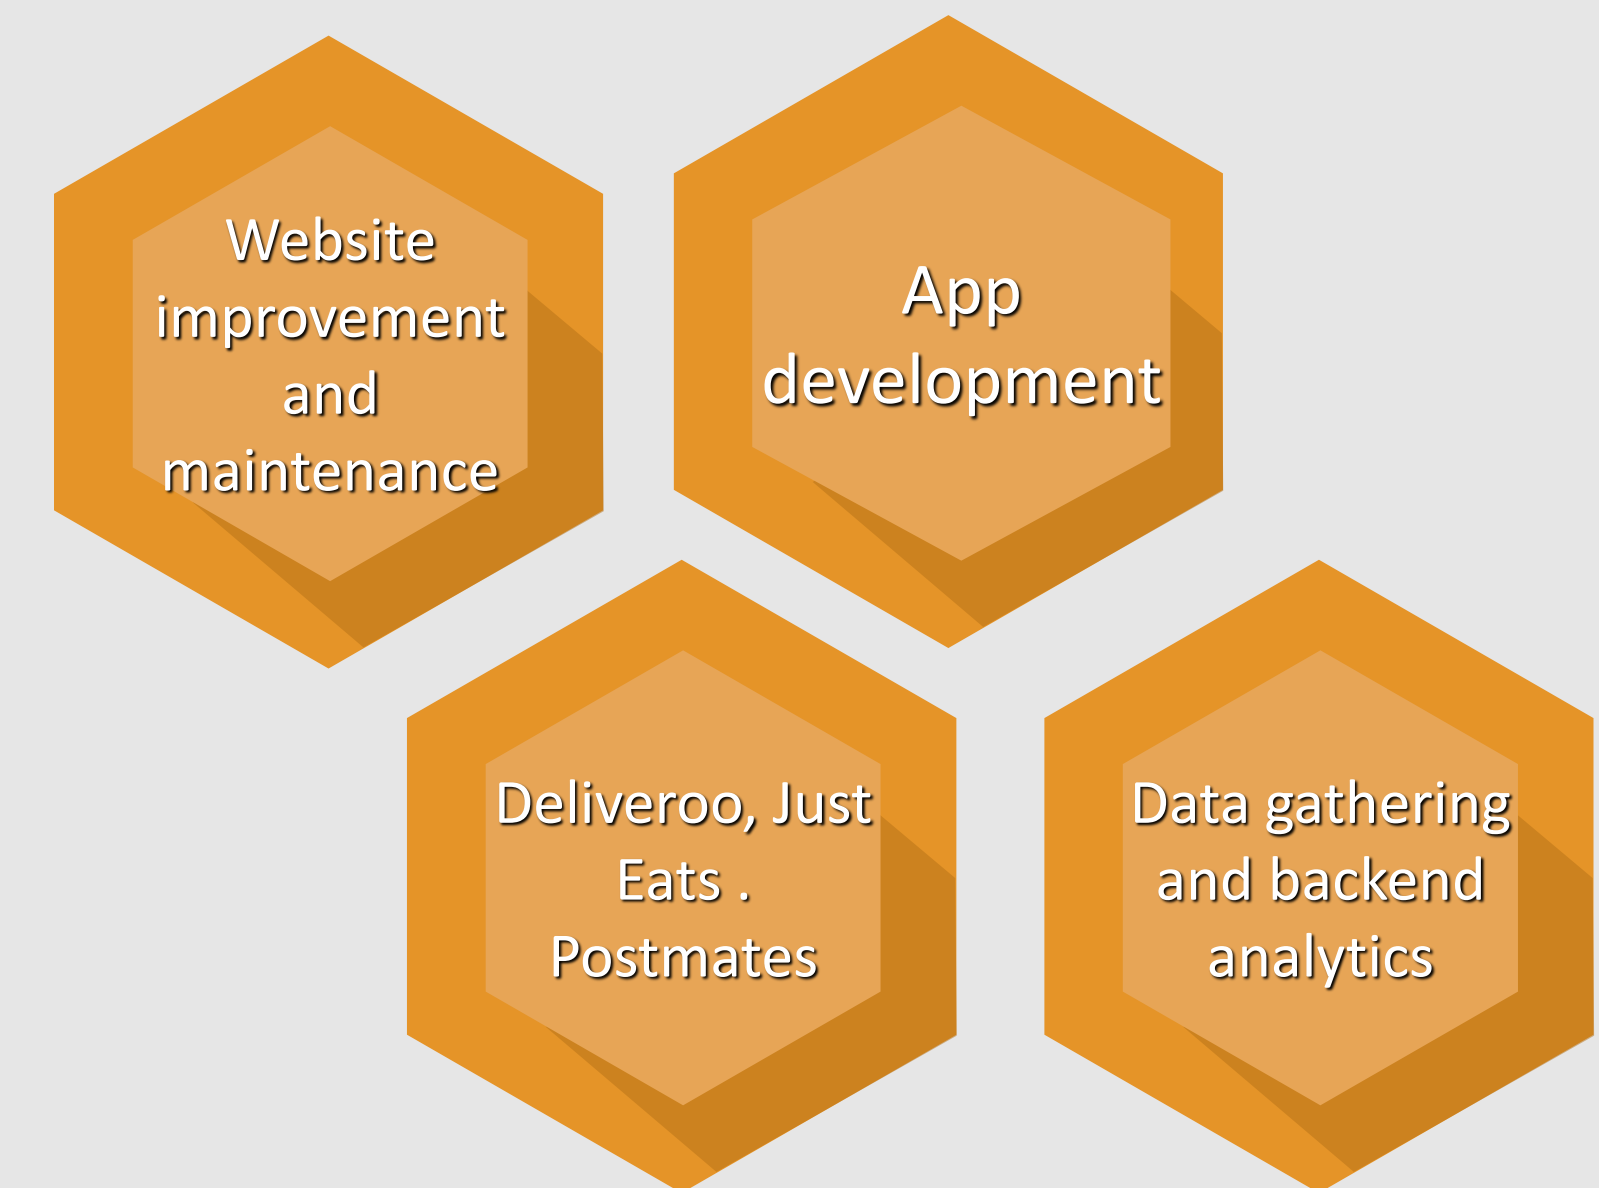 Website
improvement
and
maintenance
App
development
Deliveroo, Just
Eats .
Postmates
Data gathering
and backend
analytics